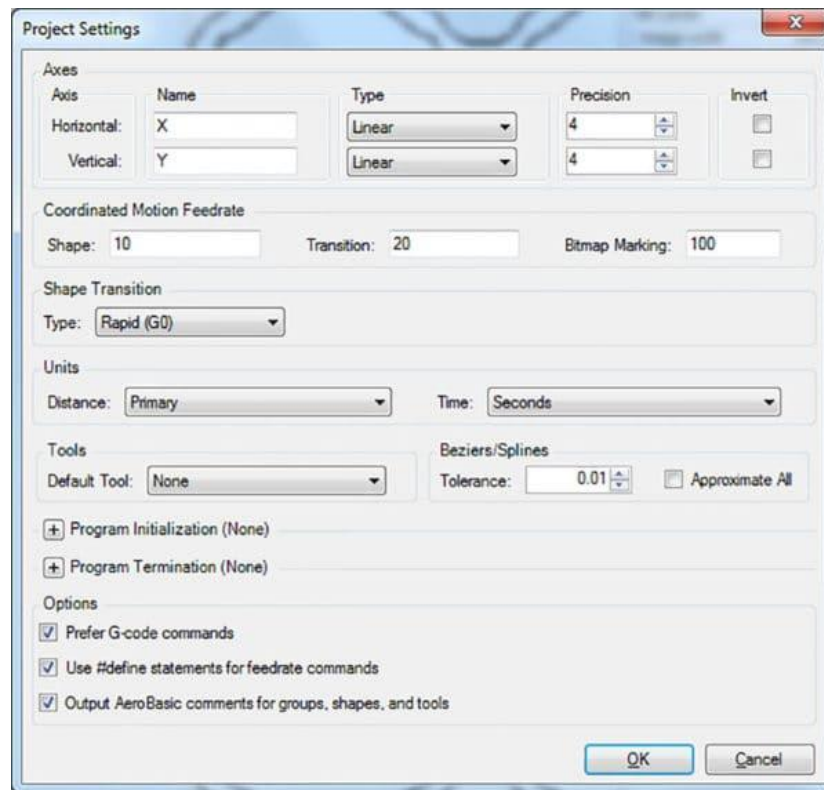 Project Settings
Axes
Axis Name Type Precision Invert
Horizontal: X Linear 4
Vertical: Y Linear 4
Coordinated Motion Feedrate
Shape: 10 Transition: 20 Bitmap Marking: 100
Shape Transition
Type: Rapid (G0)
Units
Distance: Primary Time: Seconds
Tools Beziers/Splines
Default Tool: None Tolerance: 0.01 Approximate All
Program Initialization (None)
Program Termination (None)
Options
Prefer G-code commands
Use #define statements for feedrate commands
Output AeroBasic comments for groups, shapes, and tools
OK Cancel